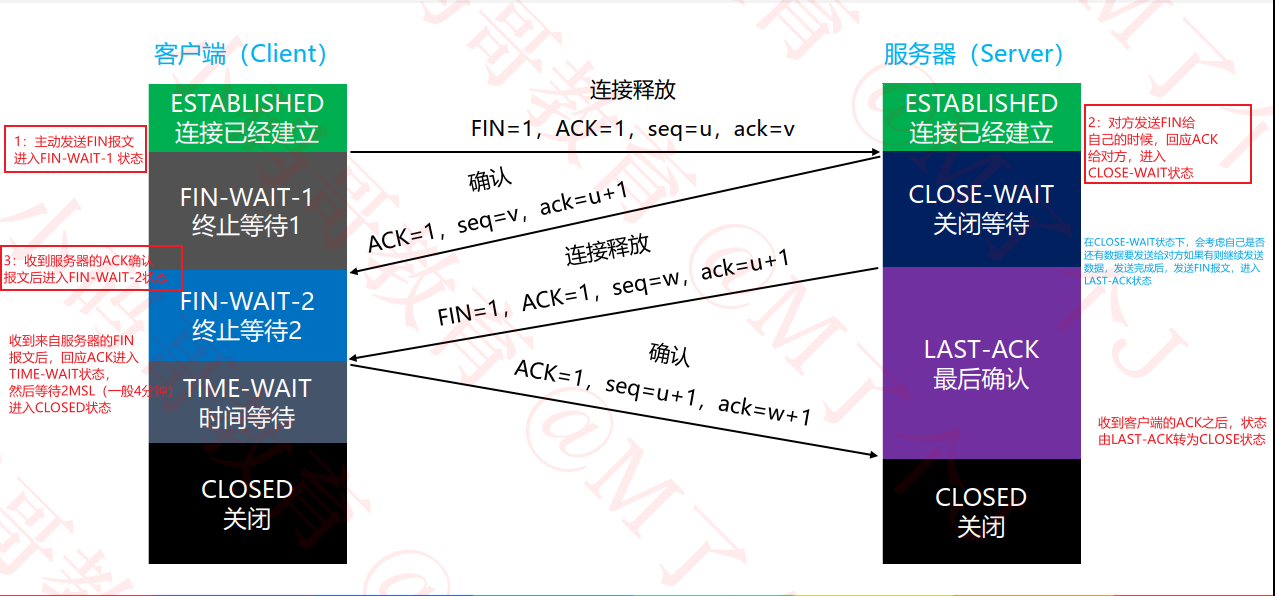 客户端（Client）
服务器（Server）
ESTABLISHED
连接已经建立
连接释放
FIN=1，ACK=1，seq=u，ack=v
ESTABLISHED
连接已经建立
1：主动发送FIN报文
进入FIN-WAIT-1 状态
2：对方发送FIN给
自己的时候，回应ACK
给对方，进入
CLOSE-WAIT状态
FIN-WAIT-1
终止等待1
确认
ACK=1，seq=v，ack=u+1
CLOSE-WAIT
关闭等待
3：收到服务器的ACK确认
报文后进入FIN-WAIT-2状态
连接释放
FIN=1，ACK=1，seq=w，ack=u+1
在CLOSE-WAIT状态下，会考虑自己是否
还有数据要发送给对方如果有则继续发送
数据，发送完成后，发送FIN报文，进入
LAST-ACK状态
FIN-WAIT-2
终止等待2
收到来自服务器的FIN
报文后，回应ACK进入
TIME-WAIT状态，
然后等待2MSL（一般4分钟）
进入CLOSED状态
TIME-WAIT
时间等待
确认
ACK=1，seq=u+1，ack=w+1
LAST-ACK
最后确认
收到客户端的ACK之后，状态
由LAST-ACK转为CLOSE状态
CLOSED
关闭
CLOSED
关闭
小码哥教育 @M了个J